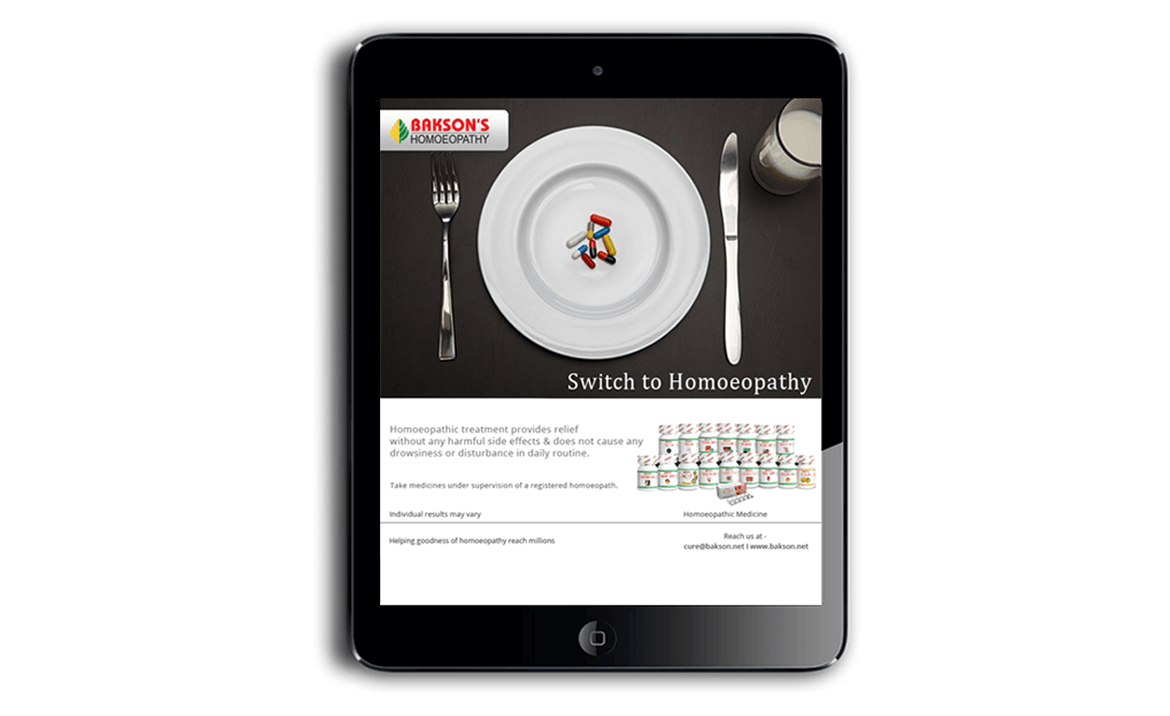 BAKSON'S
HOMOEOPATHY
Switch to Homoeopathy
Homoeopathic treatment provides relief
without any harmful side effects & does not cause any
drowsiness or disturbance in daily routine.
Take medicines under supervision of a registered homoeopath.
Individual results may vary
Homoeopathic Medicine
Helping goodness of homoeopathy reach millions
Reach us at -
cure@bakson.net I www.bakson.net